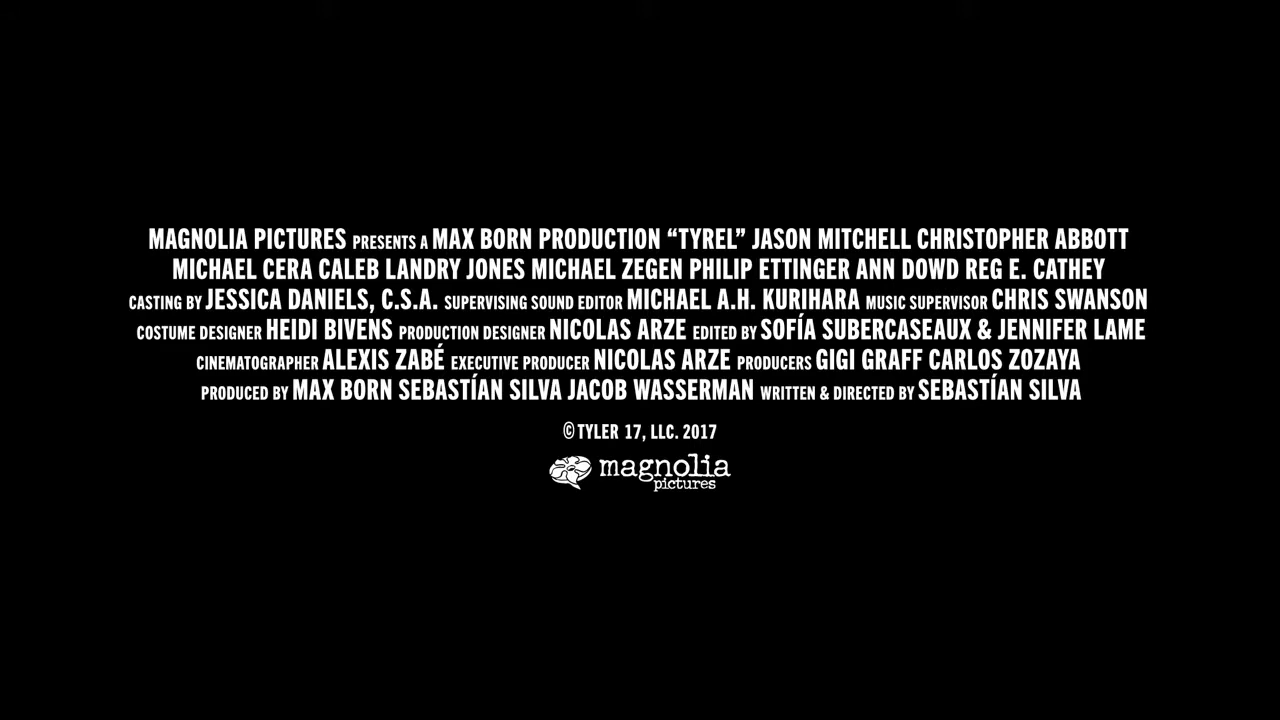 MAGNOLIA PICTURES PRESENTS A MAX BORN PRODUCTION “TYREL” JASON MITCHELL CHRISTOPHER ABBOTT
MICHAEL CERA CALEB LANDRY JONES MICHAEL ZEGEN PHILIP ETTINGER ANN DOWD REG E. CATHEY
CASTING BY JESSICA DANIELS, C.S.A. SUPERVISING SOUND EDITOR MICHAEL A.H. KURIHARA MUSIC SUPERVISOR CHRIS SWANSON
COSTUME DESIGNER HEIDI BIVENS PRODUCTION DESIGNER NICOLAS ARZE EDITED BY SOFÍA SUBERCASEAUX & JENNIFER LAME
CINEMATOGRAPHER ALEXIS ZABÉ EXECUTIVE PRODUCER NICOLAS ARZE PRODUCERS GIGI GRAFF CARLOS ZOZAYA
PRODUCED BY MAX BORN SEBASTÍAN SILVA JACOB WASSERMAN WRITTEN & DIRECTED BY SEBASTÍAN SILVA
©TYLER 17, LLC. 2017
magnolia
pictures